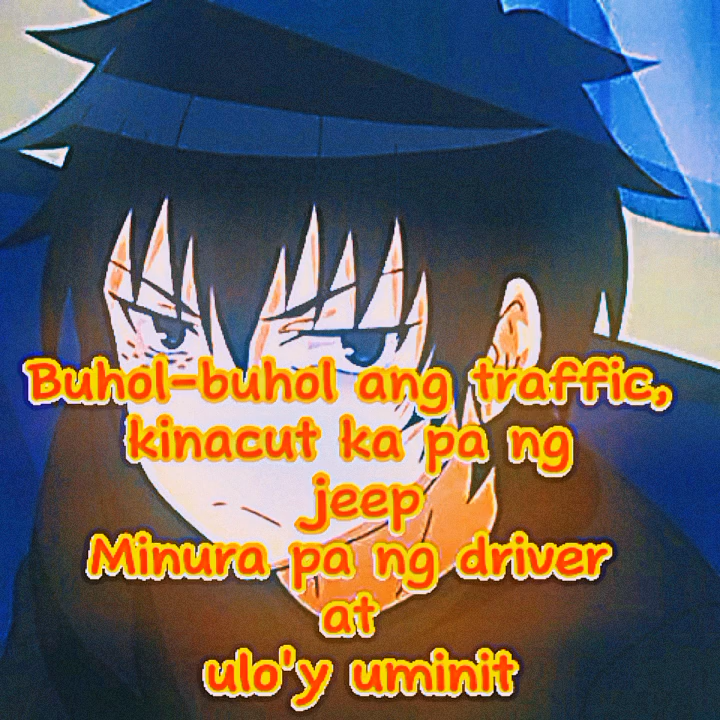 Buhol-buhol ang traffic,
kinacut ka pa ng
jeep
Minura pa ng driver
at
ulo'y uminit